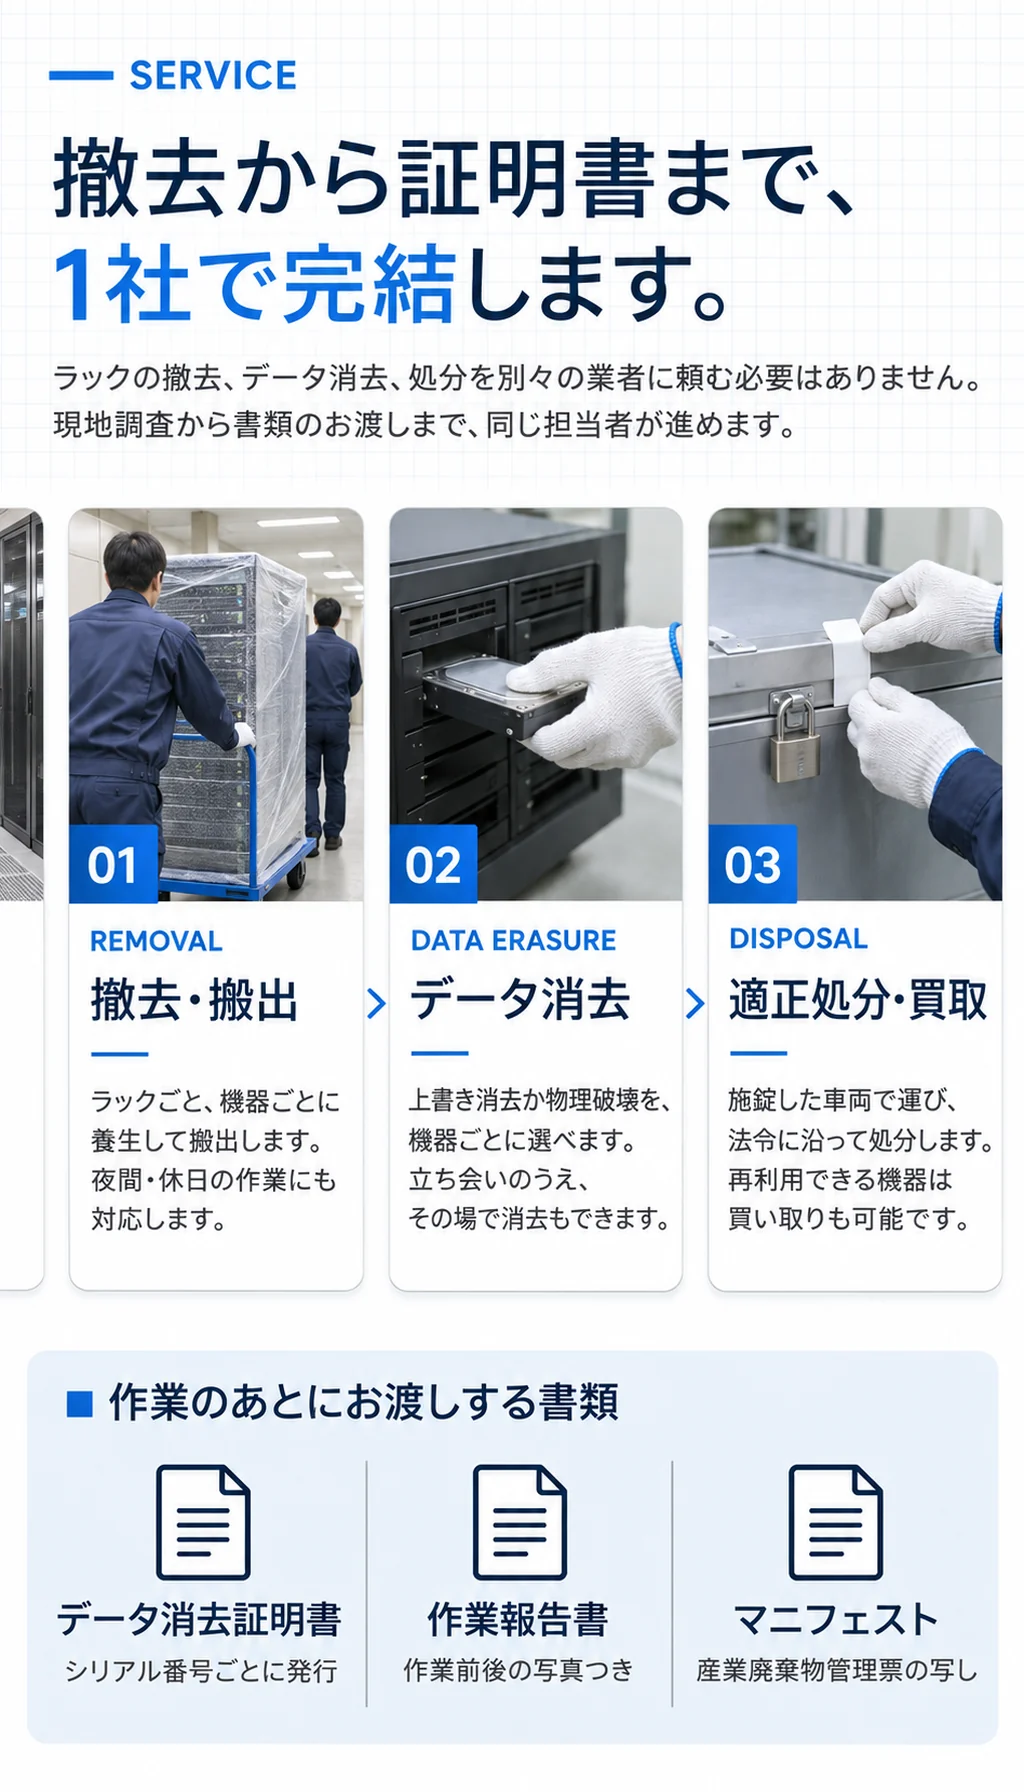 SERVICE
撤去から証明書まで、
1社で完結します。
ラックの撤去、データ消去、処分を別々の業者に頼む必要はありません。
現地調査から書類のお渡しまで、同じ担当者が進めます。
01
REMOVAL
撤去・搬出
ラックごと、機器ごとに
養生して搬出します。
夜間・休日の作業にも
対応します。
02
DATA ERASURE
データ消去
上書き消去か物理破壊を、
機器ごとに選べます。
立ち会いのうえ、
その場で消去もできます。
03
DISPOSAL
適正処分・買取
施錠した車両で運び、
法令に沿って処分します。
再利用できる機器は
買い取りも可能です。
作業のあとにお渡しする書類
データ消去証明書
シリアル番号ごとに発行
作業報告書
作業前後の写真つき
マニフェスト
産業廃棄物管理票の写し